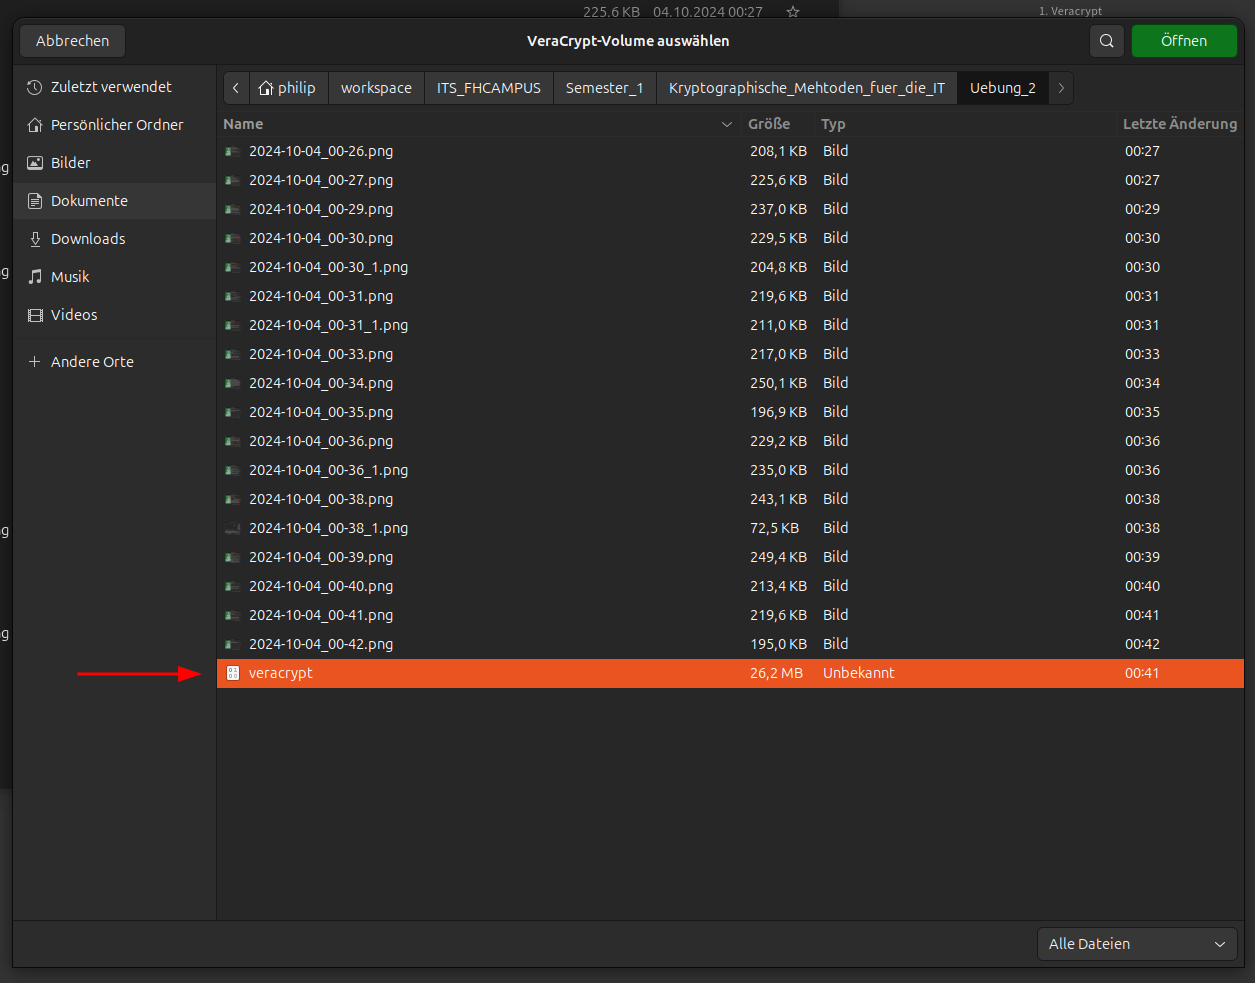 225,6 KB 04.10.2024 00:27
1. Veracrypt
Abbrechen
VeraCrypt-Volume auswählen
Öffnen
Zuletzt verwendet
Persönlicher Ordner
Bilder
Dokumente
Downloads
Musik
Videos
Andere Orte
philip workspace ITS_FHCAMPUS Semester_1 Kryptographische_Mehtoden_fuer_die_IT Uebung_2
Name Größe Typ Letzte Änderung
2024-10-04_00-26.png 208,1 KB Bild 00:27
2024-10-04_00-27.png 225,6 KB Bild 00:27
2024-10-04_00-29.png 237,0 KB Bild 00:29
2024-10-04_00-30.png 229,5 KB Bild 00:30
2024-10-04_00-30_1.png 204,8 KB Bild 00:30
2024-10-04_00-31.png 219,6 KB Bild 00:31
2024-10-04_00-31_1.png 211,0 KB Bild 00:31
2024-10-04_00-33.png 217,0 KB Bild 00:33
2024-10-04_00-34.png 250,1 KB Bild 00:34
2024-10-04_00-35.png 196,9 KB Bild 00:35
2024-10-04_00-36.png 229,2 KB Bild 00:36
2024-10-04_00-36_1.png 235,0 KB Bild 00:36
2024-10-04_00-38.png 243,1 KB Bild 00:38
2024-10-04_00-38_1.png 72,5 KB Bild 00:38
2024-10-04_00-39.png 249,4 KB Bild 00:39
2024-10-04_00-40.png 213,4 KB Bild 00:40
2024-10-04_00-41.png 219,6 KB Bild 00:41
2024-10-04_00-42.png 195,0 KB Bild 00:42
veracrypt 26,2 MB Unbekannt 00:41
Alle Dateien